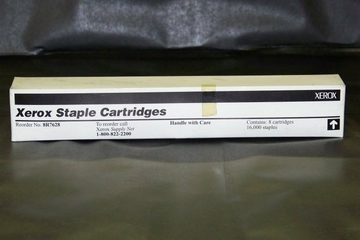 XEROX
Xerox Staple Cartridges
Reorder No. 8R7628
To reorder call
Xerox Supply Net
1-800-822-2200
Handle with Care
Contains: 8 cartridges
16,000 staples